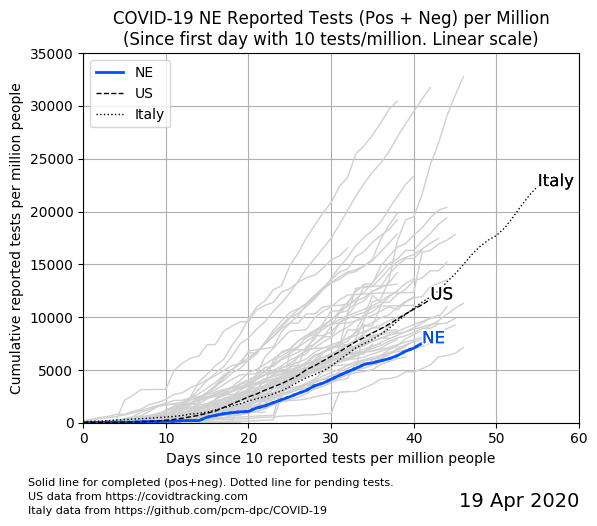 COVID-19 NE Reported Tests (Pos + Neg) per Million
(Since first day with 10 tests/million. Linear scale)
Cumulative reported tests per million people
35000
30000
25000
20000
15000
10000
5000
0
NE
US
Italy
Italy
US
NE
0 10 20 30 40 50 60
Days since 10 reported tests per million people
Solid line for completed (pos+neg). Dotted line for pending tests.
US data from https://covidtracking.com
Italy data from https://github.com/pcm-dpc/COVID-19
19 Apr 2020